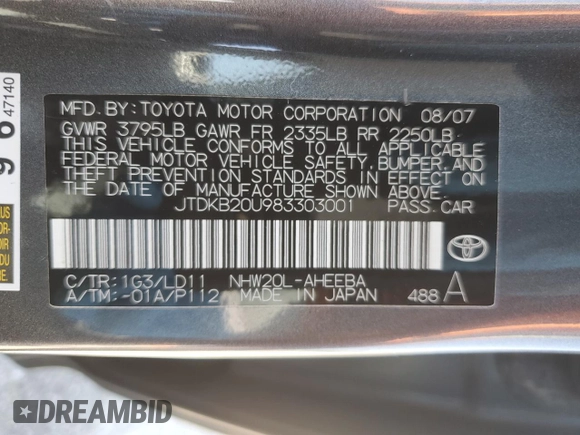 MFD.BY:TOYOTA MOTOR CORPORATION 08/07
GVWR 3795LB GAWR FR 2335LB RR 2250LB
THIS VEHICLE CONFORMS TO ALL APPLICABLE
FEDERAL MOTOR VEHICLE SAFETY, BUMPER, AND
THEFT PREVENTION STANDARDS IN EFFECT ON
THE DATE OF MANUFACTURE SHOWN ABOVE.
JTDKB20U983303001 PASS.CAR
C/TR:1G3/LD11 NHW20L-AHEEBA
A/TM:-01A/P112 MADE IN JAPAN 488 A
47140
DREAMBID